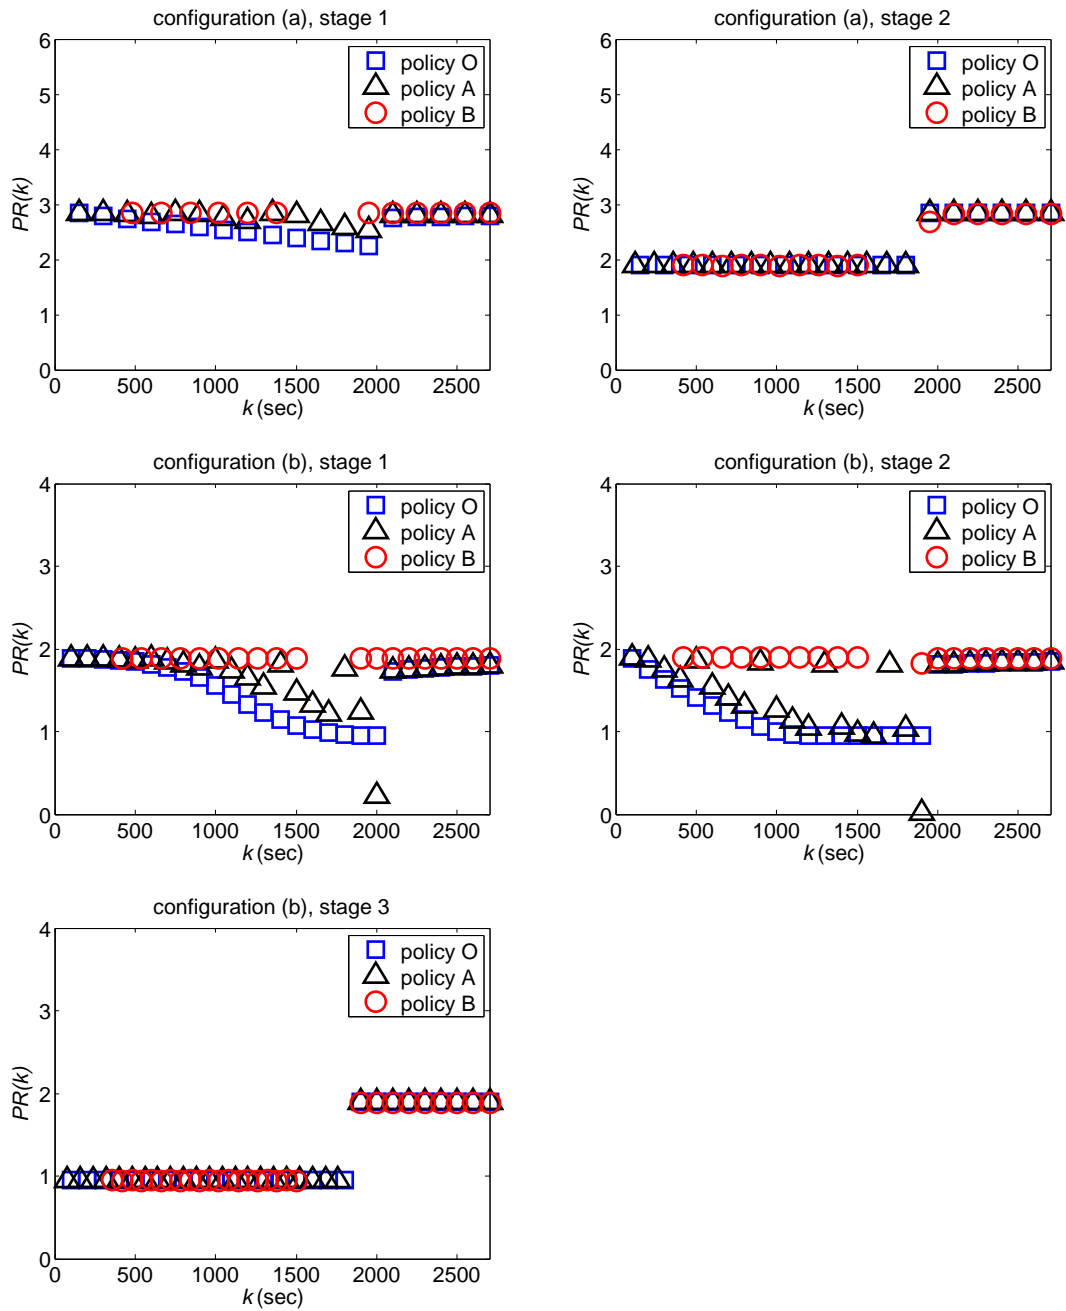 configuration (a), stage 1
6
5
4
3
2
1
0
PR(k)
policy O
policy A
policy B
0 500 1000 1500 2000 2500
k (sec)
configuration (a), stage 2
6
5
4
3
2
1
0
PR(k)
policy O
policy A
policy B
0 500 1000 1500 2000 2500
k (sec)
configuration (b), stage 1
4
3
2
1
0
PR(k)
policy O
policy A
policy B
0 500 1000 1500 2000 2500
k (sec)
configuration (b), stage 2
4
3
2
1
0
PR(k)
policy O
policy A
policy B
0 500 1000 1500 2000 2500
k (sec)
configuration (b), stage 3
4
3
2
1
0
PR(k)
policy O
policy A
policy B
0 500 1000 1500 2000 2500
k (sec)